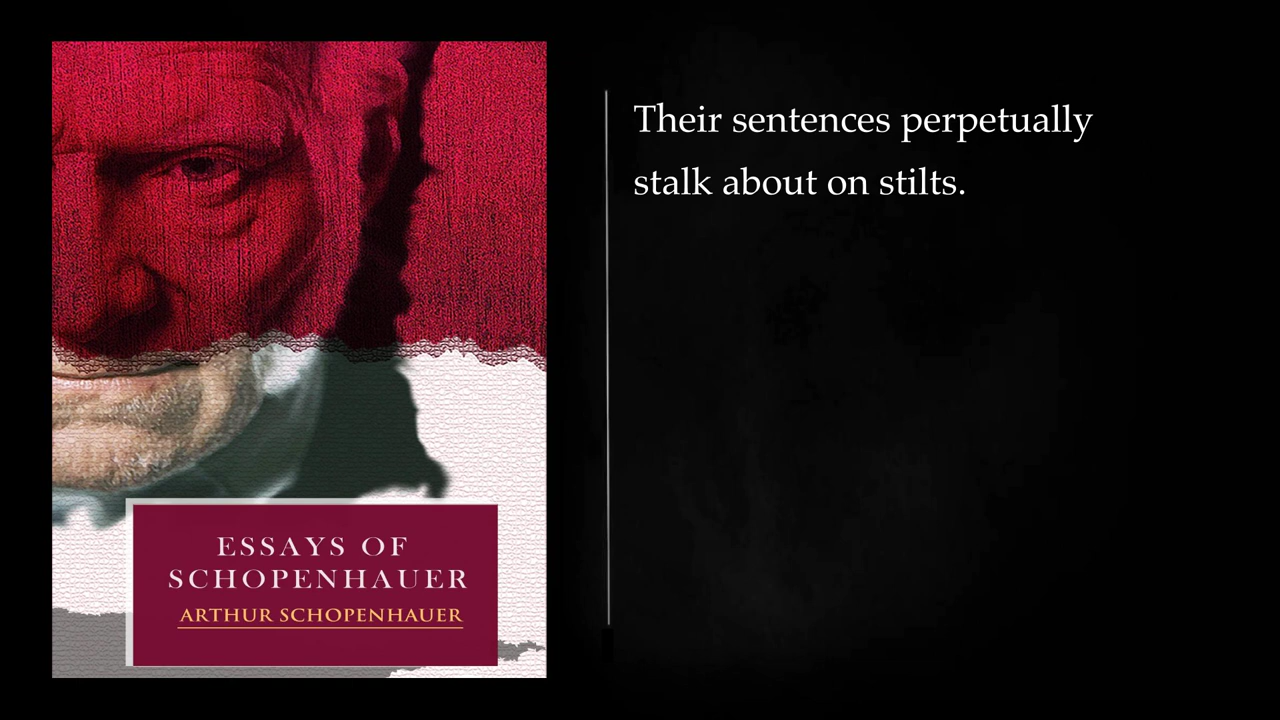 ESSAYS OF
SCHOPENHAUER
ARTHUR SCHOPENHAUER
Their sentences perpetually
stalk about on stilts.